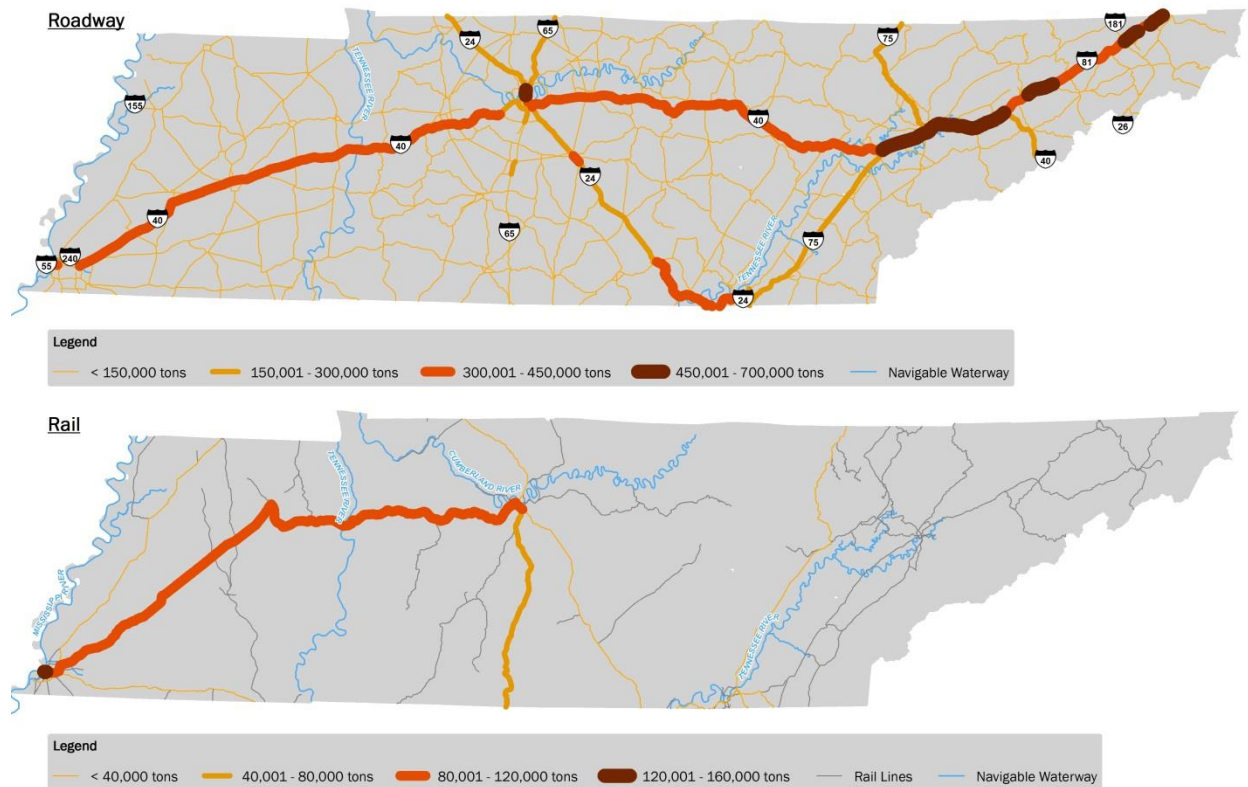 Roadway
181
65
24
75
81
155
TENNESSEE RIVER
40
40
26
24
40
40
TENNESSEE RIVER
65
75
240
55
24
Legend
< 150,000 tons 150,001 - 300,000 tons 300,001 - 450,000 tons 450,001 - 700,000 tons Navigable Waterway
Rail
TENNESSEE RIVER
CUMBERLAND RIVER
MISSISSIPPI RIVER
TENNESSEE RIVER
Legend
< 40,000 tons 40,001 - 80,000 tons 80,001 - 120,000 tons 120,001 - 160,000 tons Rail Lines Navigable Waterway